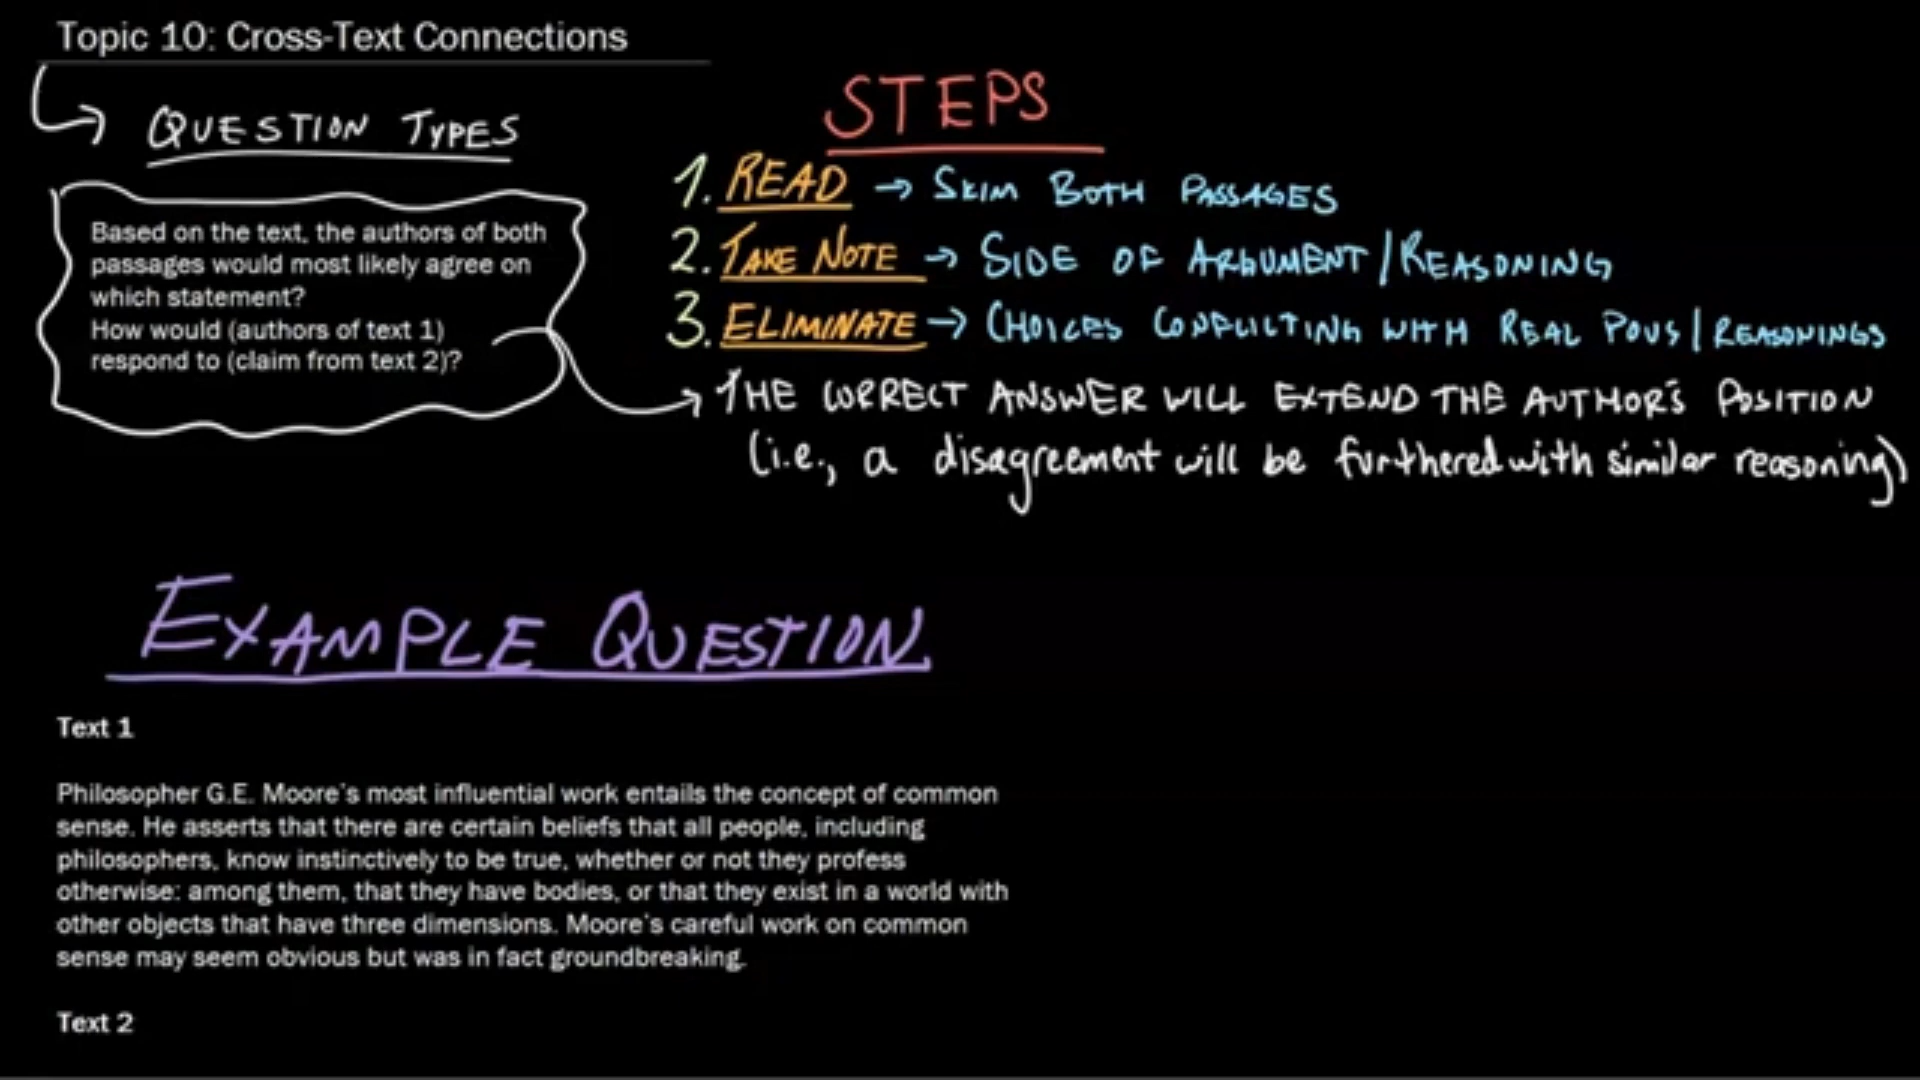 Topic 10: Cross-Text Connections
QUESTION TYPES
Based on the text, the authors of both
passages would most likely agree on
which statement?
How would (authors of text 1)
respond to (claim from text 2)?
STEPS
1. READ → SKIM BOTH PASSAGES
2. TAKE NOTE → SIDE OF ARGUMENT/REASONING
3. ELIMINATE → CHOICES CONFLICTING WITH REAL POVS/REASONINGS
→ THE CORRECT ANSWER WILL EXTEND THE AUTHOR'S POSITION
(i.e., a disagreement will be furthered with similar reasoning)
EXAMPLE QUESTION
Text 1
Philosopher G.E. Moore's most influential work entails the concept of common
sense. He asserts that there are certain beliefs that all people, including
philosophers, know instinctively to be true, whether or not they profess
otherwise: among them, that they have bodies, or that they exist in a world with
other objects that have three dimensions. Moore's careful work on common
sense may seem obvious but was in fact groundbreaking.
Text 2